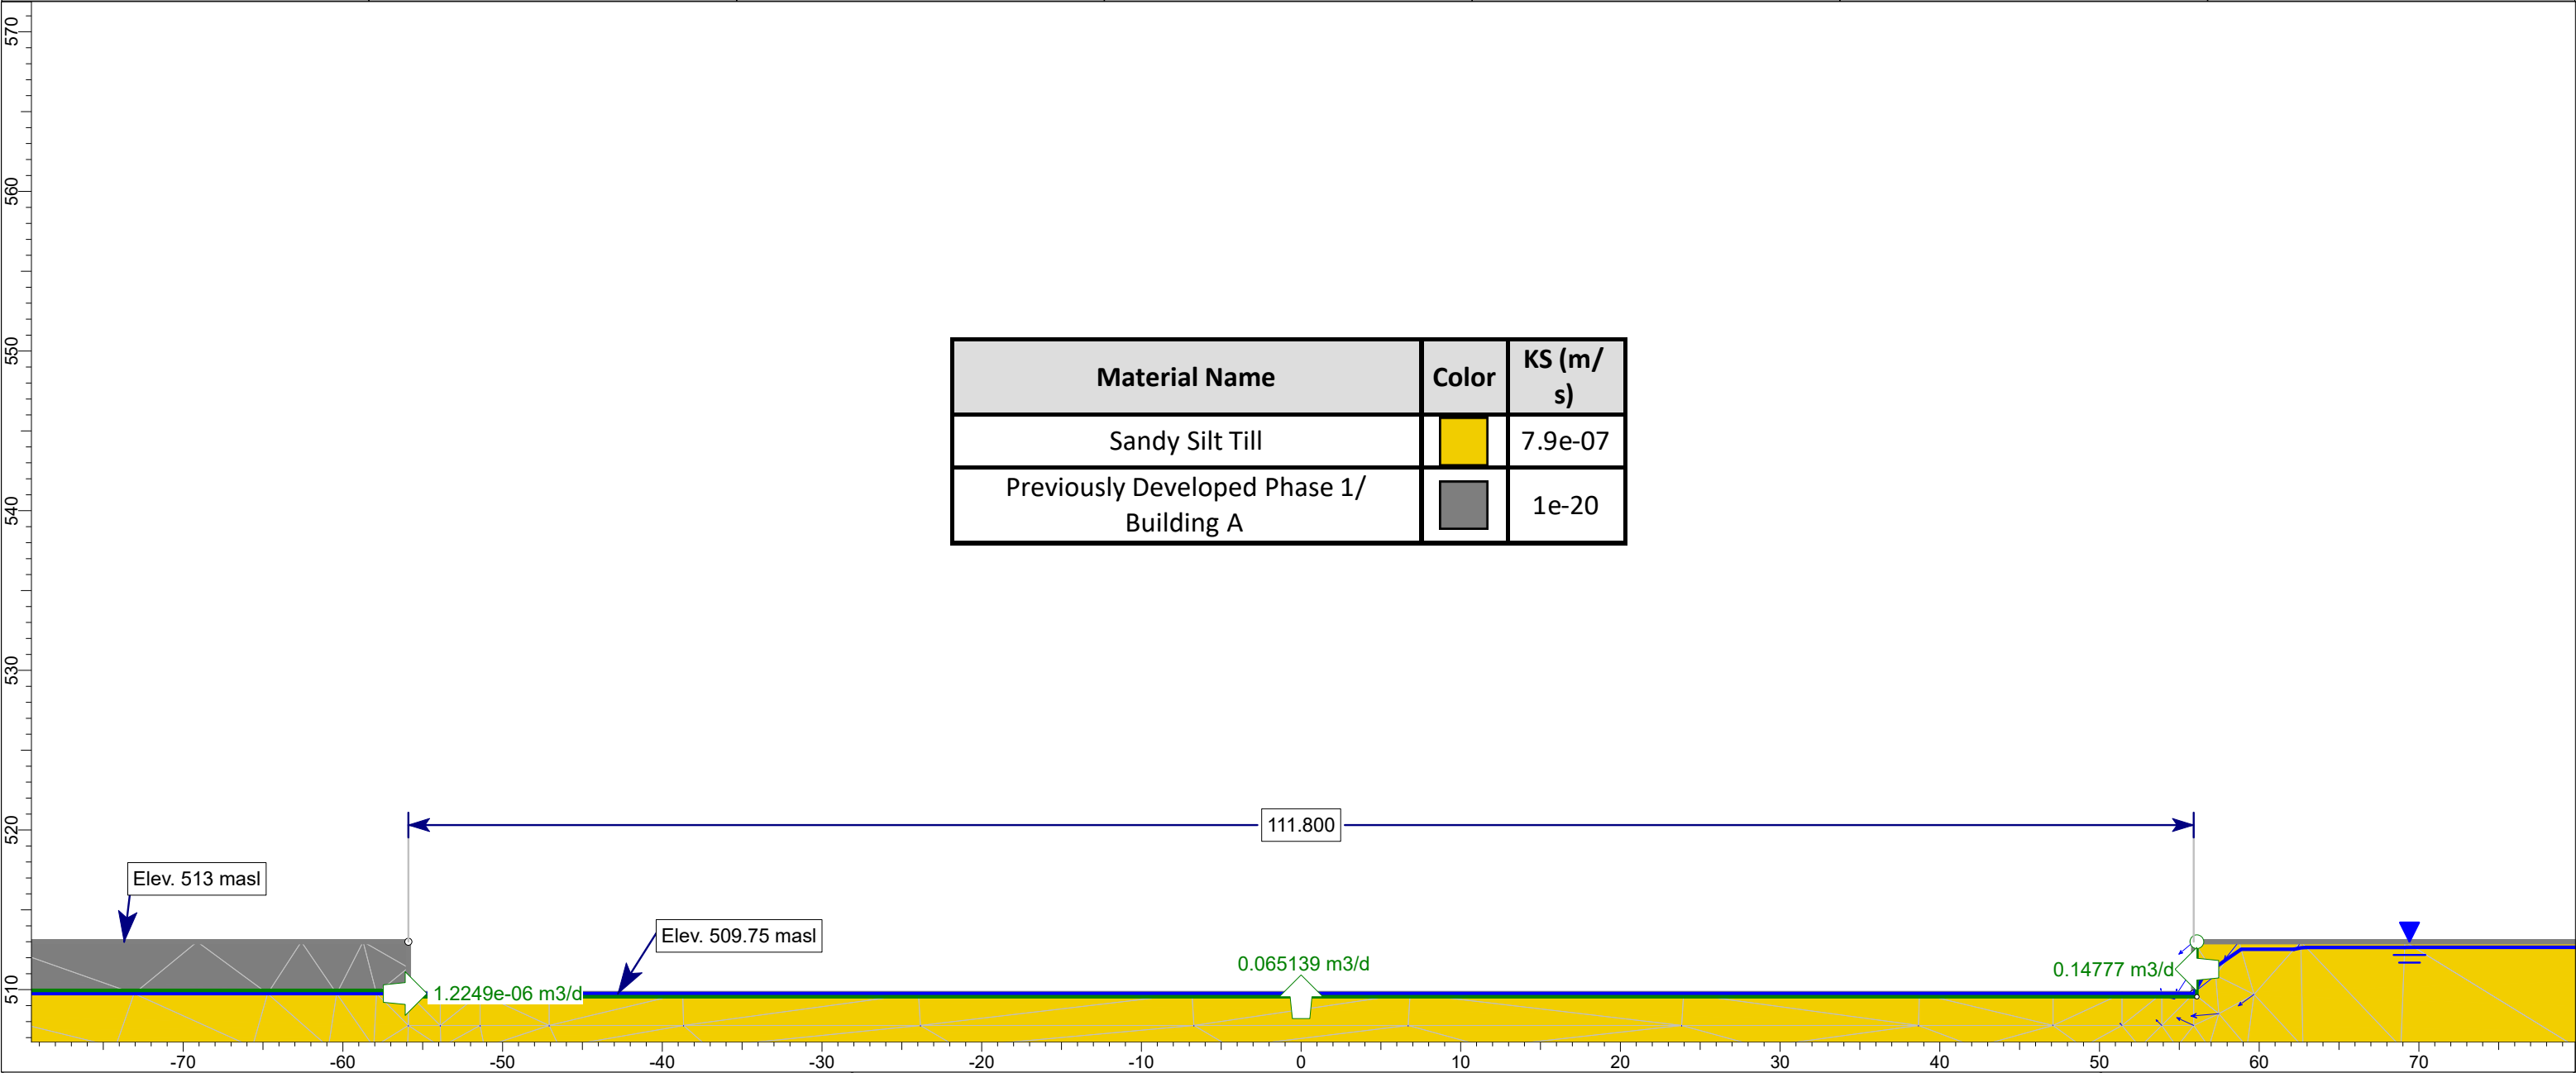 570
560
550
540
530
520
510
Material Name Color KS (m/
s)
Sandy Silt Till 7.9e-07
Previously Developed Phase 1/
Building A 1e-20
111.800
Elev. 513 masl
Elev. 509.75 masl
0.065139 m3/d
0.14777 m3/d
1.2249e-06 m3/d
-70 -60 -50 -40 -30 -20 -10 0 10 20 30 40 50 60 70